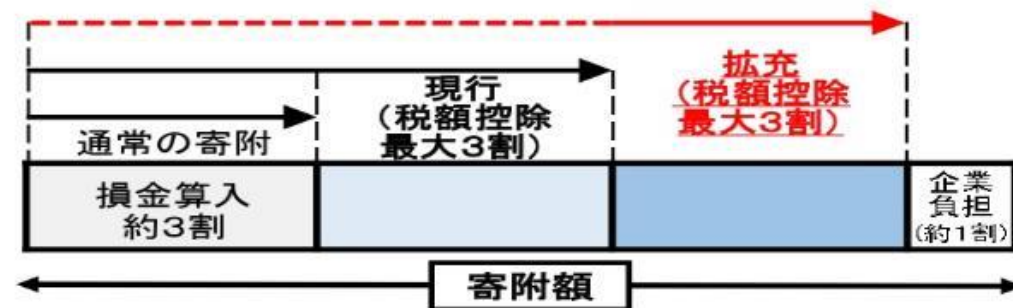 通常の寄附
現行
(税額控除
最大3割)
拡充
(税額控除
最大3割)
損金算入
約3割
企業
負担
(約1割)
寄附額